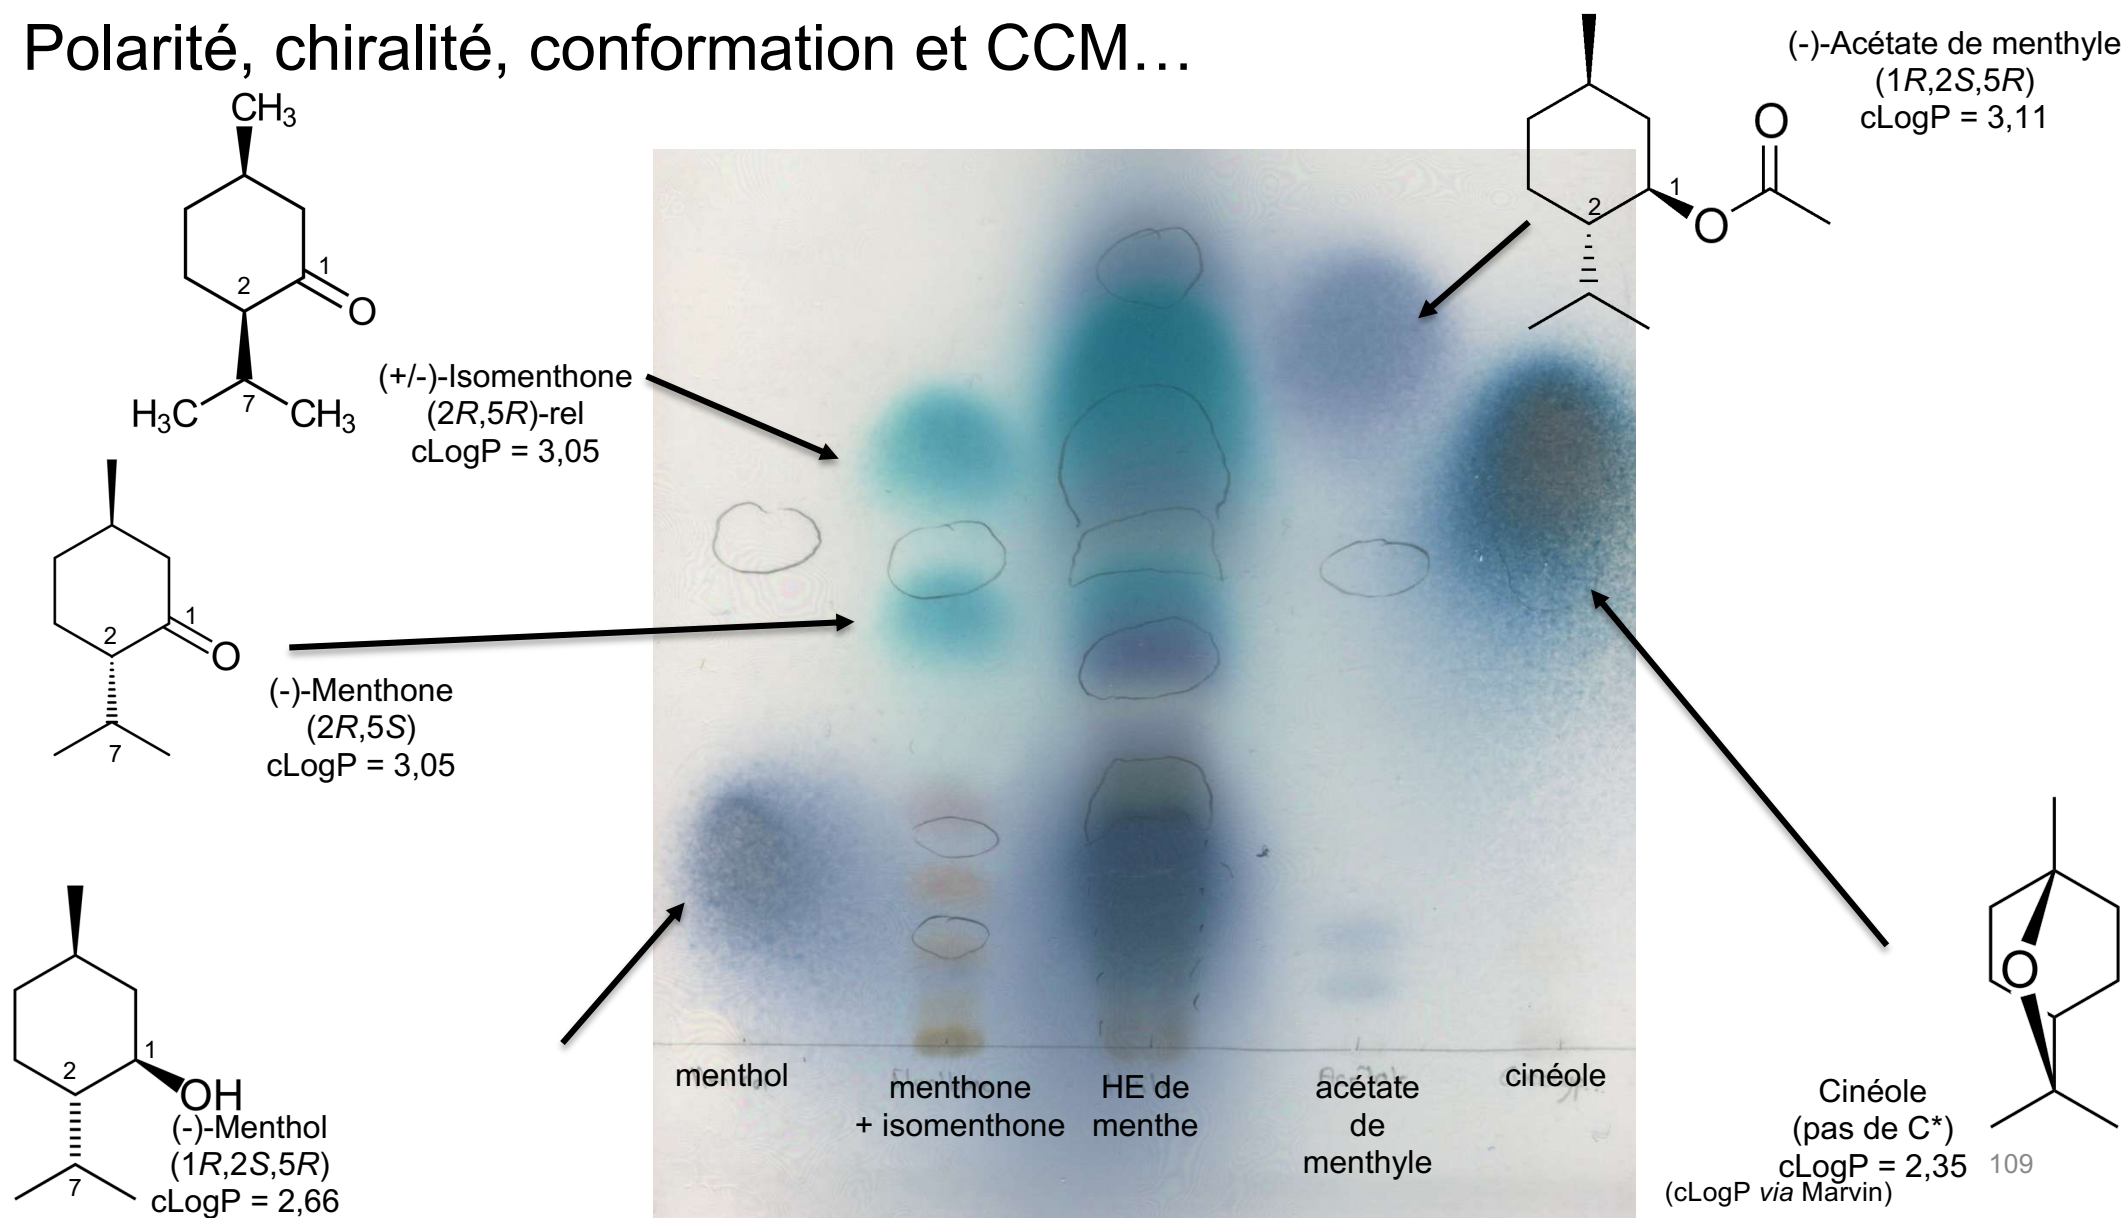 Polarité, chiralité, conformation et CCM…
(-)-Acétate de menthyle
(1R,2S,5R)
cLogP = 3,11
O
1
O
2
CH3
1
2
O
7
H3C
CH3
(+/-)-Isomenthone
(2R,5R)-rel
cLogP = 3,05
1
2
O
7
(-)-Menthone
(2R,5S)
cLogP = 3,05
1
2
OH
7
(-)-Menthol
(1R,2S,5R)
cLogP = 2,66
menthol
menthone
+ isomenthone
HE de
menthe
acétate
de
menthyle
cinéole
O
Cinéole
(pas de C*)
cLogP = 2,35
(cLogP via Marvin)
109